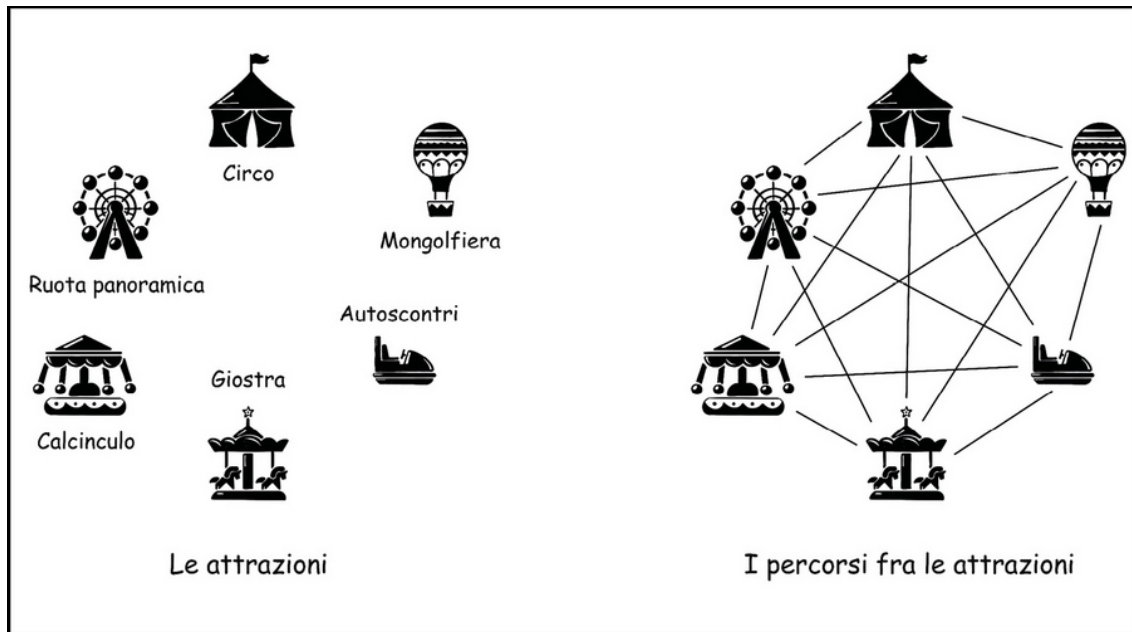 Circo
Mongolfiera
Ruota panoramica
Autoscontri
Giostra
Calcinculo
Le attrazioni
I percorsi fra le attrazioni